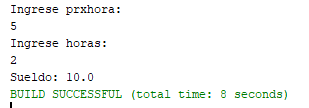 Ingrese prxhora:
5
Ingrese horas:
2
Sueldo: 10.0
BUILD SUCCESSFUL (total time: 8 seconds)